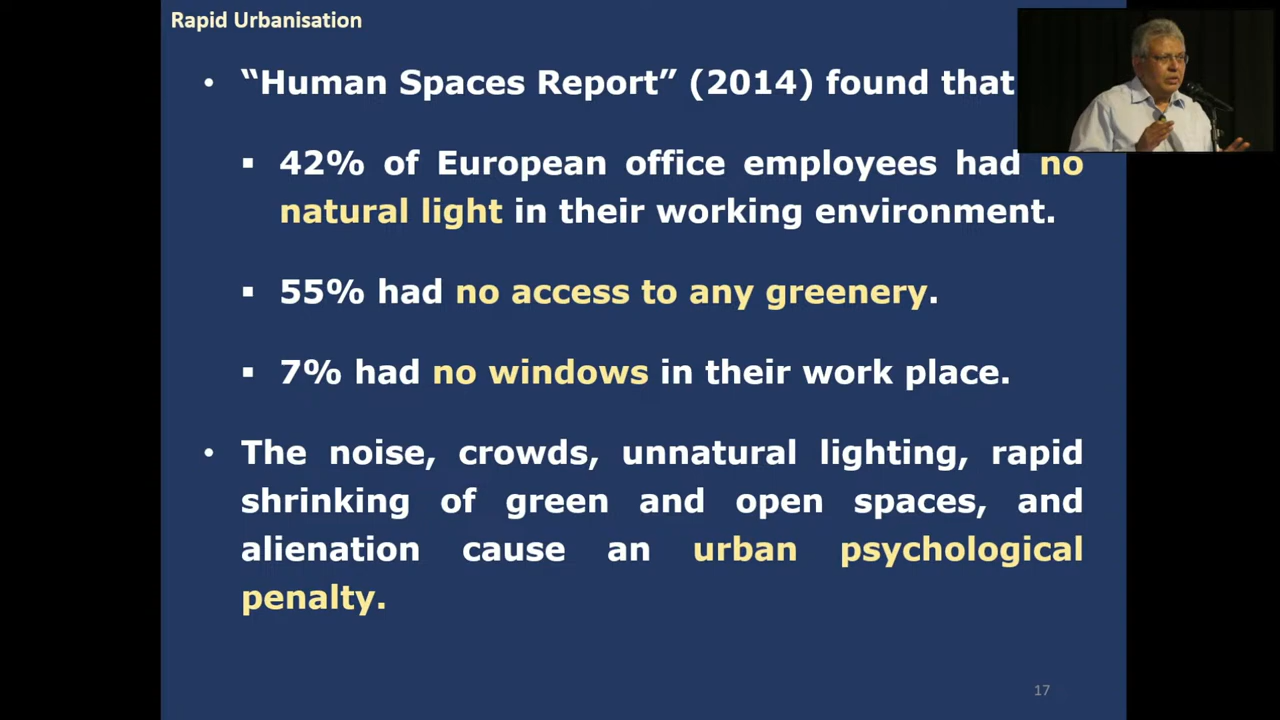 Rapid Urbanisation
• “Human Spaces Report” (2014) found that
▪ 42% of European office employees had no
natural light in their working environment.
▪ 55% had no access to any greenery.
▪ 7% had no windows in their work place.
• The noise, crowds, unnatural lighting, rapid
shrinking of green and open spaces, and
alienation cause an urban psychological
penalty.
17